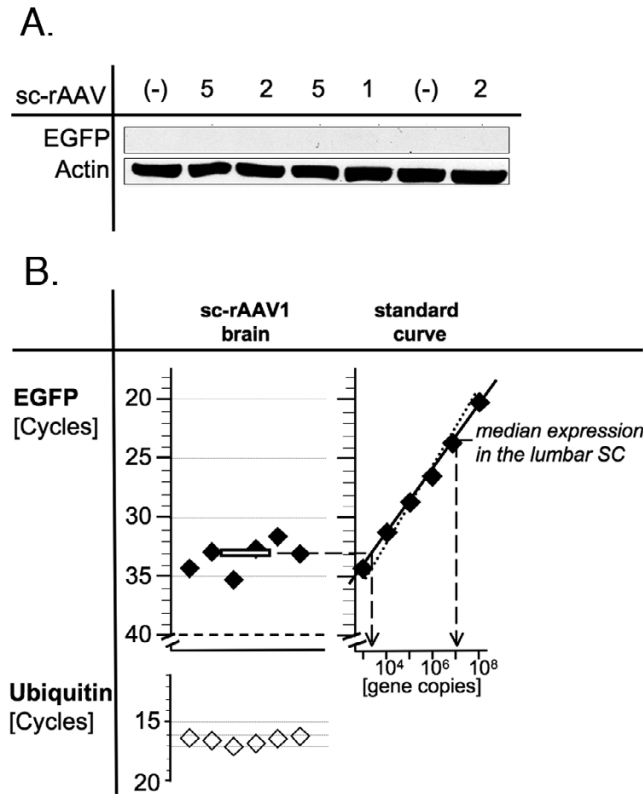 A.
sc-rAAV (-) 5 2 5 1 (-) 2
EGFP
Actin
B.
sc-rAAV1 standard
brain curve
EGFP
[Cycles]
20
25
30
35
40
median expression
in the lumbar SC
10⁴ 10⁶ 10⁸
[gene copies]
Ubiquitin
[Cycles]
15
20